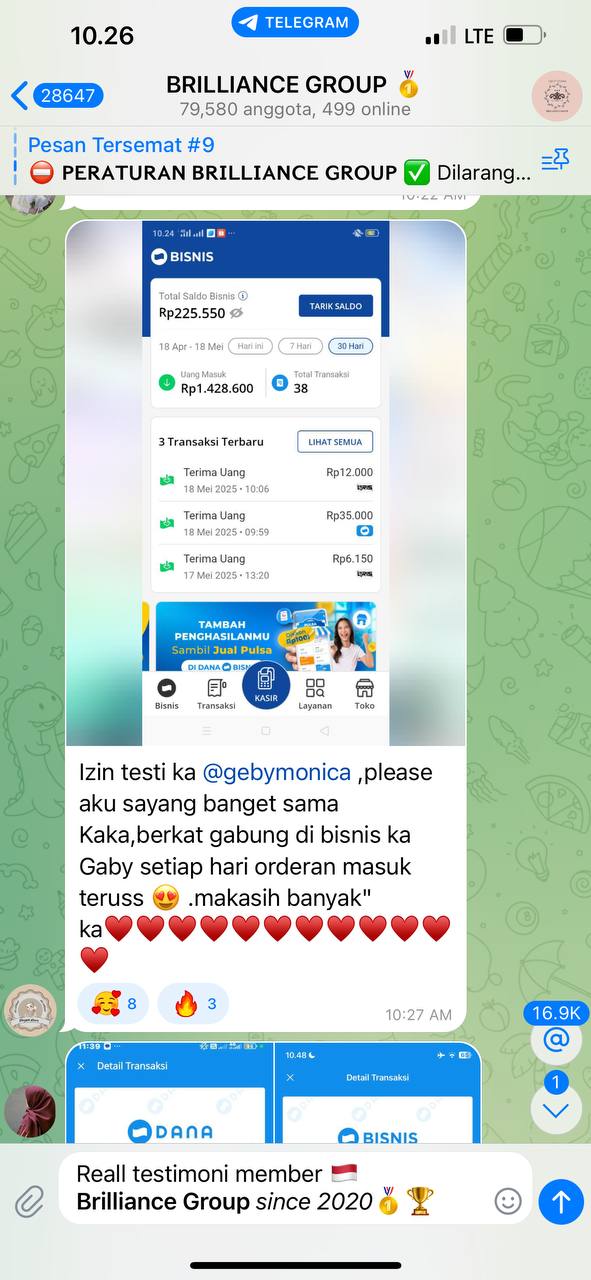 10.26
TELEGRAM
LTE
28647
BRILLIANCE GROUP 🏅
79,580 anggota, 499 online
Pesan Tersemat #9
⛔ PERATURAN BRILLIANCE GROUP ✅ Dilarang...
10:22 AM
10.24
BISNIS
Total Saldo Bisnis
Rp225.550
TARIK SALDO
18 Apr - 18 Mei
Hari ini
7 Hari
30 Hari
Uang Masuk
Rp1.428.600
Total Transaksi
38
3 Transaksi Terbaru
LIHAT SEMUA
Terima Uang
Rp12.000
18 Mei 2025 • 10:06
QRIS
Terima Uang
Rp35.000
18 Mei 2025 • 09:59
Terima Uang
Rp6.150
17 Mei 2025 • 13:20
QRIS
TAMBAH
PENGHASILANMU
Sambil Jual Pulsa
DI DANA BISNIS
Bisnis
Transaksi
KASIR
Layanan
Toko
Izin testi ka @gebymonica ,please
aku sayang banget sama
Kaka,berkat gabung di bisnis ka
Gaby setiap hari orderan masuk
teruss 😍 .makasih banyak"
ka♥️♥️♥️♥️♥️♥️♥️♥️♥️♥️♥️
♥️
🥰 8
🔥 3
10:27 AM
16.9K
@
1
11:39
Detail Transaksi
DANA
10.48
Detail Transaksi
BISNIS
Reall testimoni member 🇮🇩
Brilliance Group since 2020 🏅🏆